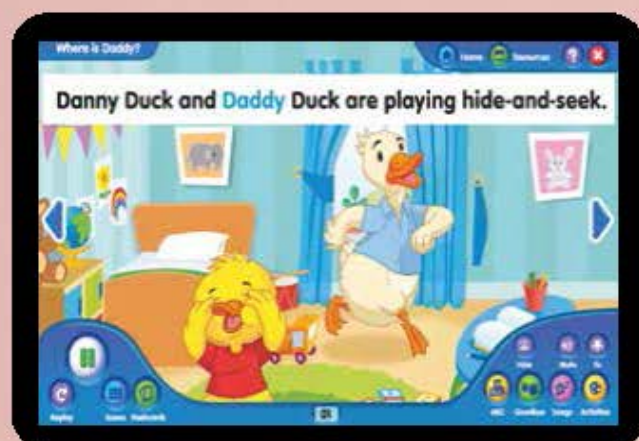 Where is Daddy?
Home Resources
Danny Duck and Daddy Duck are playing hide-and-seek.
Replay Scenes Flashcards
ABC Goodbye Songs Activities